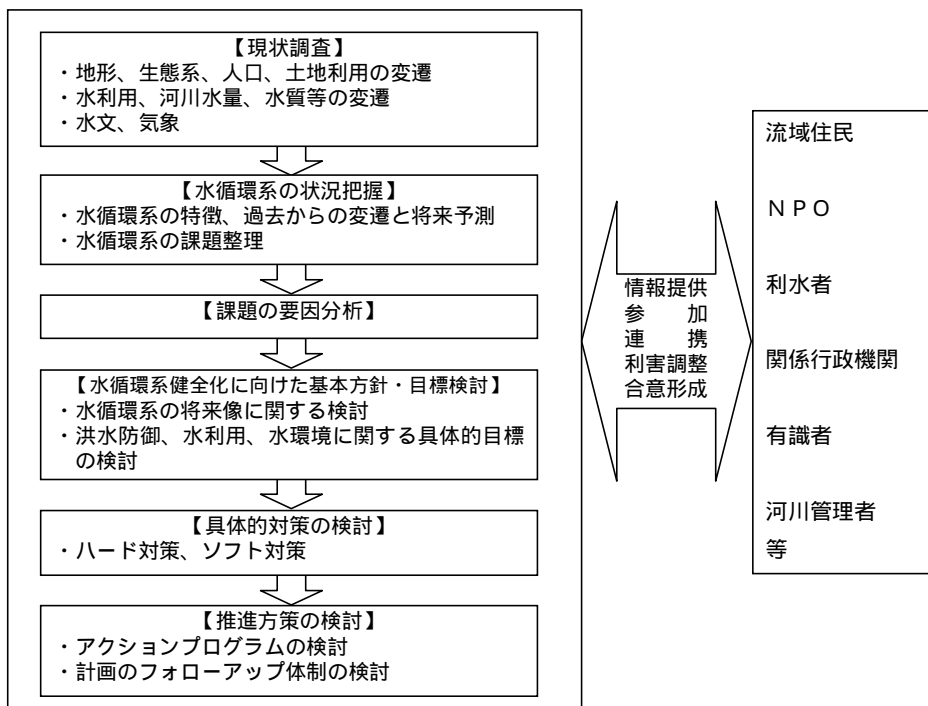 【現状調査】
・地形、生態系、人口、土地利用の変遷
・水利用、河川水量、水質等の変遷
・水文、気象
【水循環系の状況把握】
・水循環系の特徴、過去からの変遷と将来予測
・水循環系の課題整理
【課題の要因分析】
【水循環系健全化に向けた基本方針・目標検討】
・水循環系の将来像に関する検討
・洪水防御、水利用、水環境に関する具体的目標
の検討
【具体的対策の検討】
・ハード対策、ソフト対策
【推進方策の検討】
・アクションプログラムの検討
・計画のフォローアップ体制の検討
情報提供
参　　加
連　　携
利害調整
合意形成
流域住民
ＮＰＯ
利水者
関係行政機関
有識者
河川管理者
等